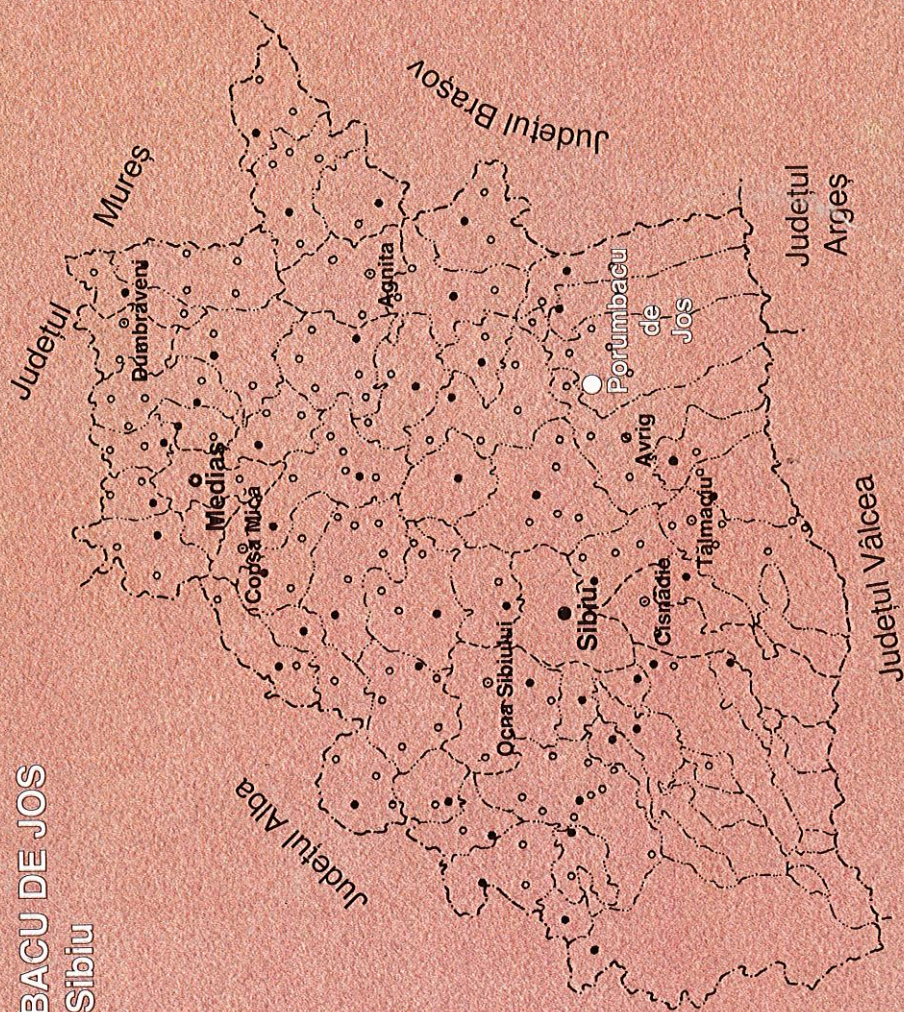 BACU DE JOS
Sibiu
Județul
Mureș
Județul Brașov
Dumbrăveni
Agnita
Mediaș
Copșa Mică
Porumbacu
de
Jos
Județul
Argeș
Avrig
Tălmaciu
Sibiu
Cisnădie
Ocna Sibiului
Județul Alba
Județul Vâlcea